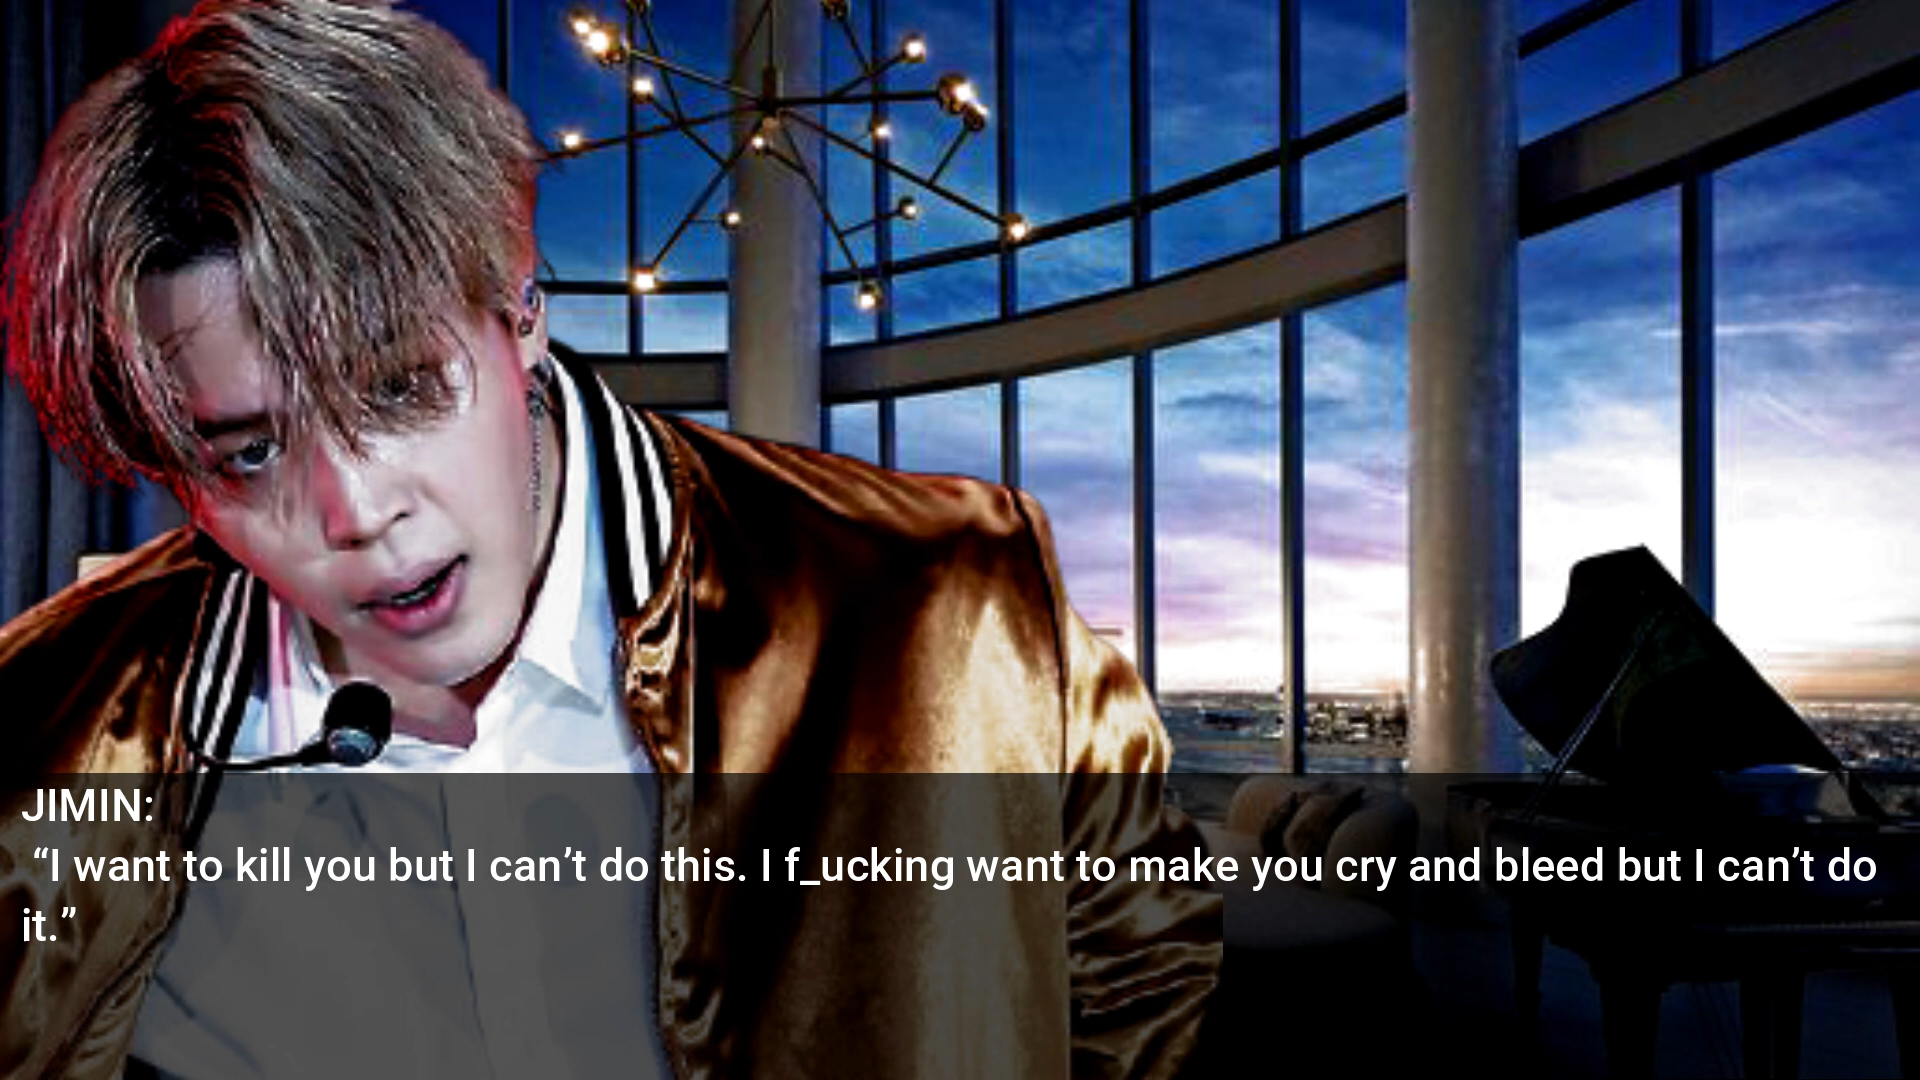 JIMIN:
“I want to kill you but I can’t do this. I f_ucking want to make you cry and bleed but I can’t do
it.”